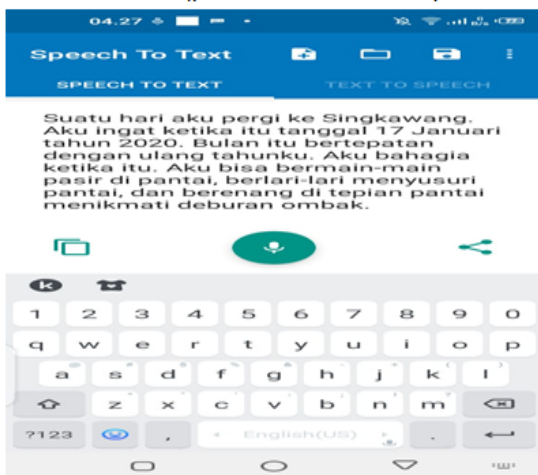 04.27
Speech To Text
SPEECH TO TEXT TEXT TO SPEECH
Suatu hari aku pergi ke Singkawang.
Aku ingat ketika itu tanggal 17 Januari
tahun 2020. Bulan itu bertepatan
dengan ulang tahunku. Aku bahagia
ketika itu. Aku bisa bermain-main
pasir di pantai, berlari-lari menyusuri
pantai, dan berenang di tepian pantai
menikmati deburan ombak.
1 2 3 4 5 6 7 8 9 0
q w e r t y u i o p
a s d f g h j k l
z x c v b n m
?123 , English(US) .